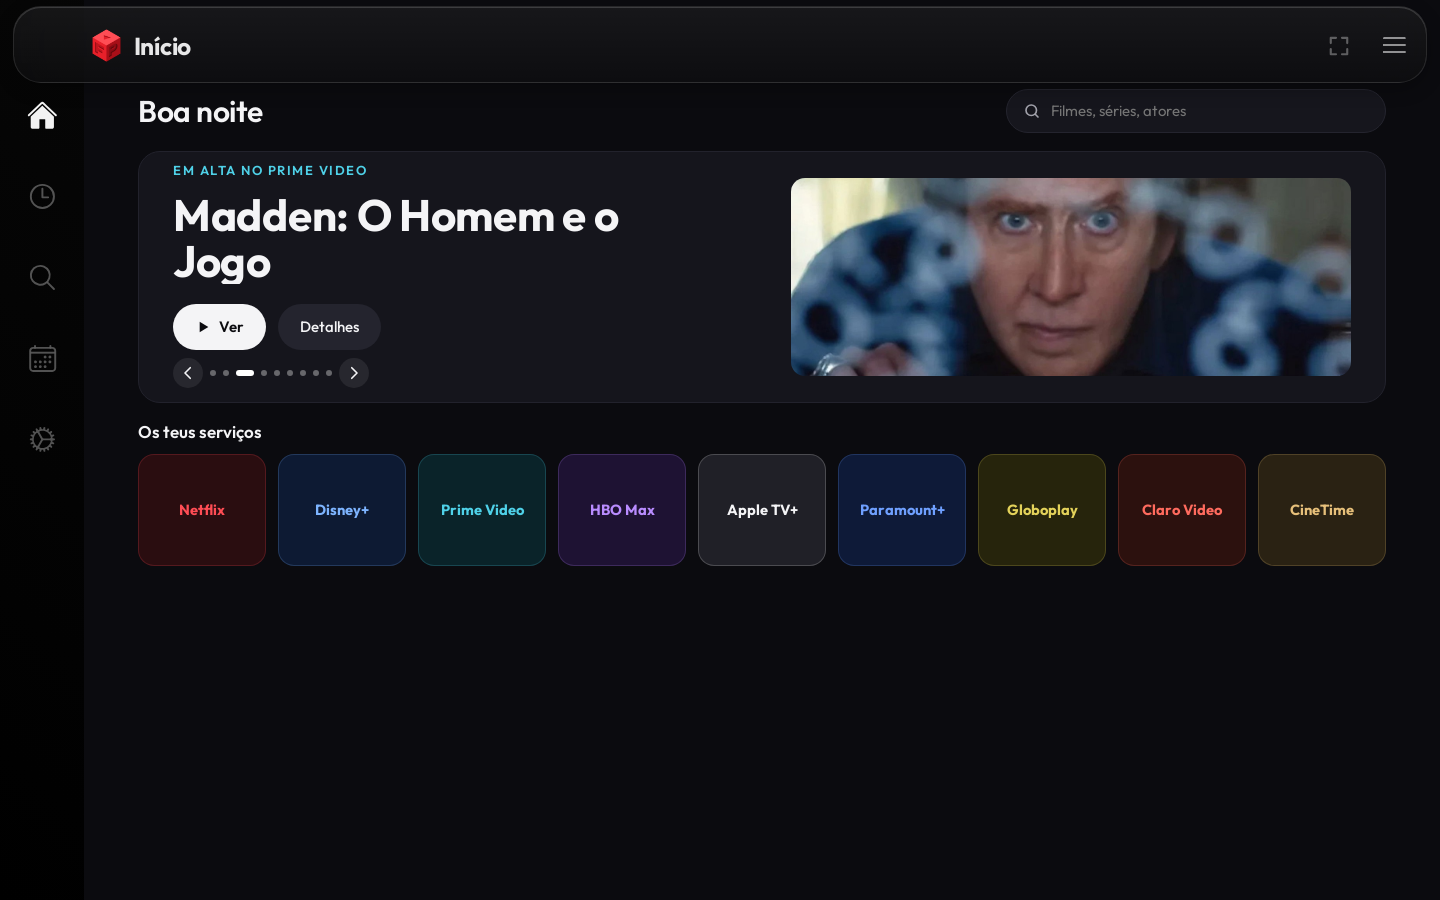 Início
Boa noite
Filmes, séries, atores
EM ALTA NO PRIME VIDEO
Madden: O Homem e o
Jogo
Ver
Detalhes
Os teus serviços
Netflix
Disney+
Prime Video
HBO Max
Apple TV+
Paramount+
Globoplay
Claro Video
CineTime